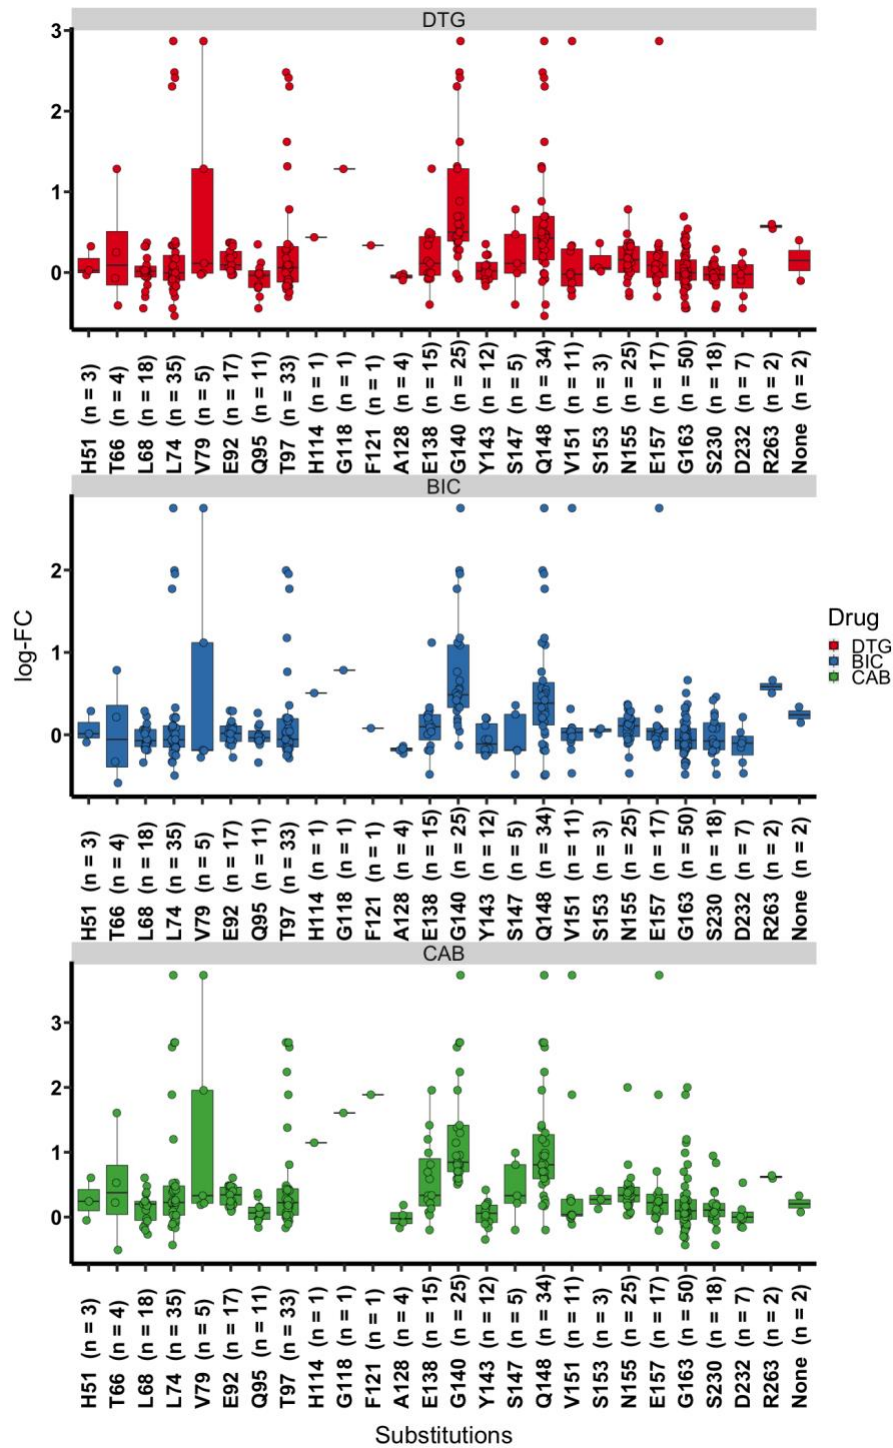 DTG
3
2
1
0
H51 (n = 3)
T66 (n = 4)
L68 (n = 18)
L74 (n = 35)
V79 (n = 5)
E92 (n = 17)
Q95 (n = 11)
T97 (n = 33)
H114 (n = 1)
G118 (n = 1)
F121 (n = 1)
A128 (n = 4)
E138 (n = 15)
G140 (n = 25)
Y143 (n = 12)
S147 (n = 5)
Q148 (n = 34)
V151 (n = 11)
S153 (n = 3)
N155 (n = 25)
E157 (n = 17)
G163 (n = 50)
S230 (n = 18)
D232 (n = 7)
R263 (n = 2)
None (n = 2)
BIC
2
1
0
log-FC
H51 (n = 3)
T66 (n = 4)
L68 (n = 18)
L74 (n = 35)
V79 (n = 5)
E92 (n = 17)
Q95 (n = 11)
T97 (n = 33)
H114 (n = 1)
G118 (n = 1)
F121 (n = 1)
A128 (n = 4)
E138 (n = 15)
G140 (n = 25)
Y143 (n = 12)
S147 (n = 5)
Q148 (n = 34)
V151 (n = 11)
S153 (n = 3)
N155 (n = 25)
E157 (n = 17)
G163 (n = 50)
S230 (n = 18)
D232 (n = 7)
R263 (n = 2)
None (n = 2)
Drug
DTG
BIC
CAB
CAB
3
2
1
0
H51 (n = 3)
T66 (n = 4)
L68 (n = 18)
L74 (n = 35)
V79 (n = 5)
E92 (n = 17)
Q95 (n = 11)
T97 (n = 33)
H114 (n = 1)
G118 (n = 1)
F121 (n = 1)
A128 (n = 4)
E138 (n = 15)
G140 (n = 25)
Y143 (n = 12)
S147 (n = 5)
Q148 (n = 34)
V151 (n = 11)
S153 (n = 3)
N155 (n = 25)
E157 (n = 17)
G163 (n = 50)
S230 (n = 18)
D232 (n = 7)
R263 (n = 2)
None (n = 2)
Substitutions